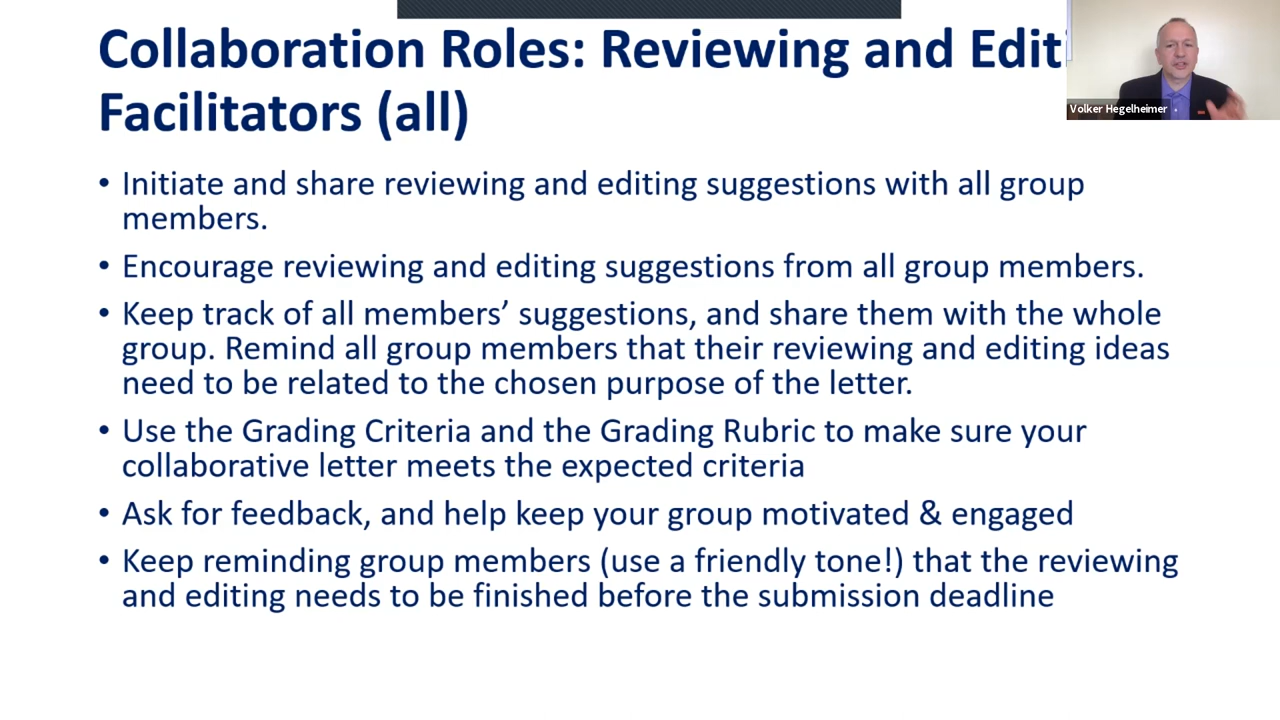 Collaboration Roles: Reviewing and Edit
Facilitators (all)
Volker Hegelheimer
• Initiate and share reviewing and editing suggestions with all group
members.
• Encourage reviewing and editing suggestions from all group members.
• Keep track of all members’ suggestions, and share them with the whole
group. Remind all group members that their reviewing and editing ideas
need to be related to the chosen purpose of the letter.
• Use the Grading Criteria and the Grading Rubric to make sure your
collaborative letter meets the expected criteria
• Ask for feedback, and help keep your group motivated & engaged
• Keep reminding group members (use a friendly tone!) that the reviewing
and editing needs to be finished before the submission deadline